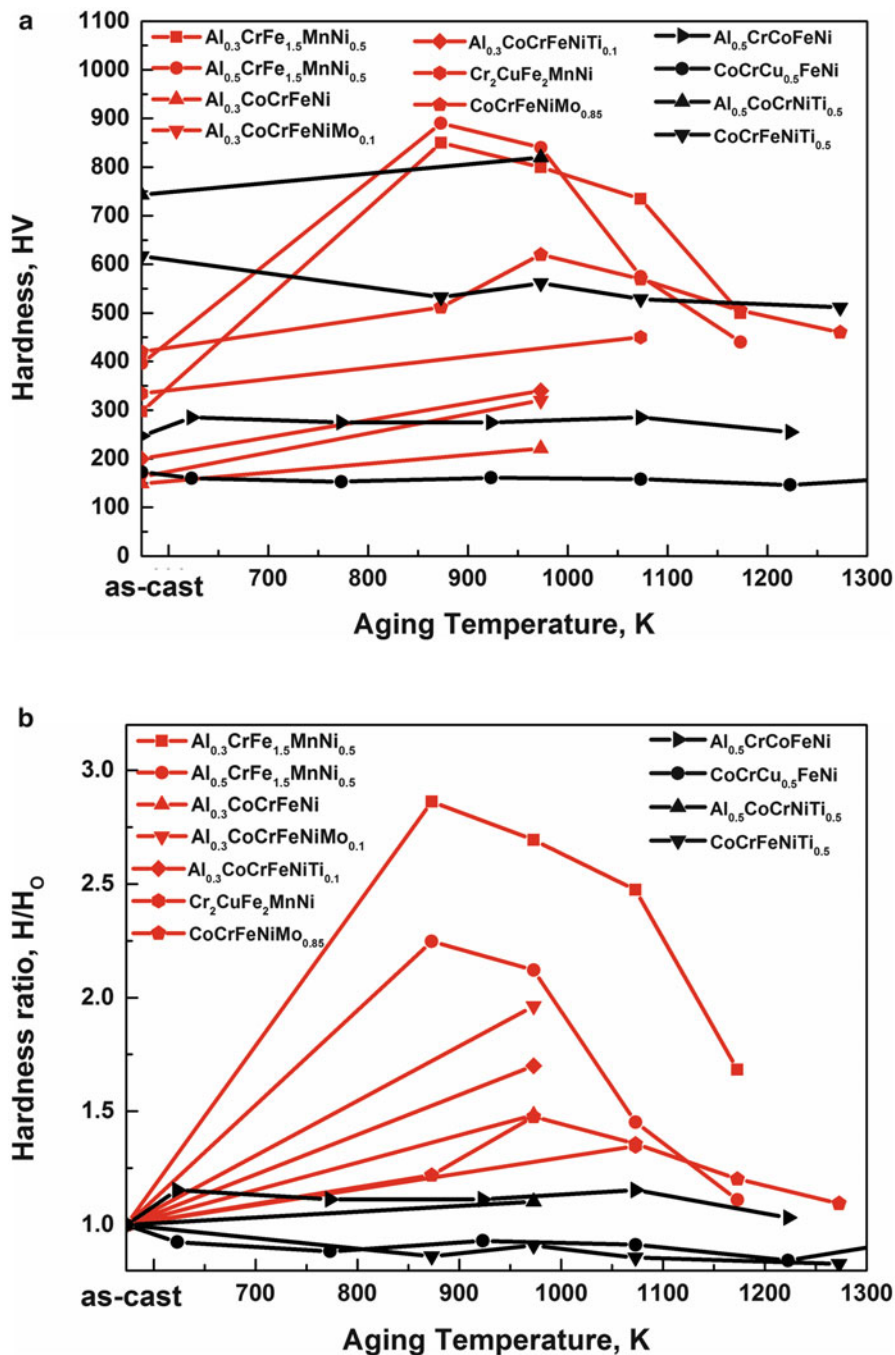 a
1100
1000
900
800
700
600
500
400
300
200
100
0
Hardness, HV
Al0.3CrFe1.5MnNi0.5
Al0.5CrFe1.5MnNi0.5
Al0.3CoCrFeNi
Al0.3CoCrFeNiMo0.1
Al0.3CoCrFeNiTi0.1
Cr2CuFe2MnNi
CoCrFeNiMo0.85
Al0.5CrCoFeNi
CoCrCu0.5FeNi
Al0.5CoCrNiTi0.5
CoCrFeNiTi0.5
as-cast 700 800 900 1000 1100 1200 1300
Aging Temperature, K
b
3.0
2.5
2.0
1.5
1.0
Hardness ratio, H/HO
Al0.3CrFe1.5MnNi0.5
Al0.5CrFe1.5MnNi0.5
Al0.3CoCrFeNi
Al0.3CoCrFeNiMo0.1
Al0.3CoCrFeNiTi0.1
Cr2CuFe2MnNi
CoCrFeNiMo0.85
Al0.5CrCoFeNi
CoCrCu0.5FeNi
Al0.5CoCrNiTi0.5
CoCrFeNiTi0.5
as-cast 700 800 900 1000 1100 1200 1300
Aging Temperature, K